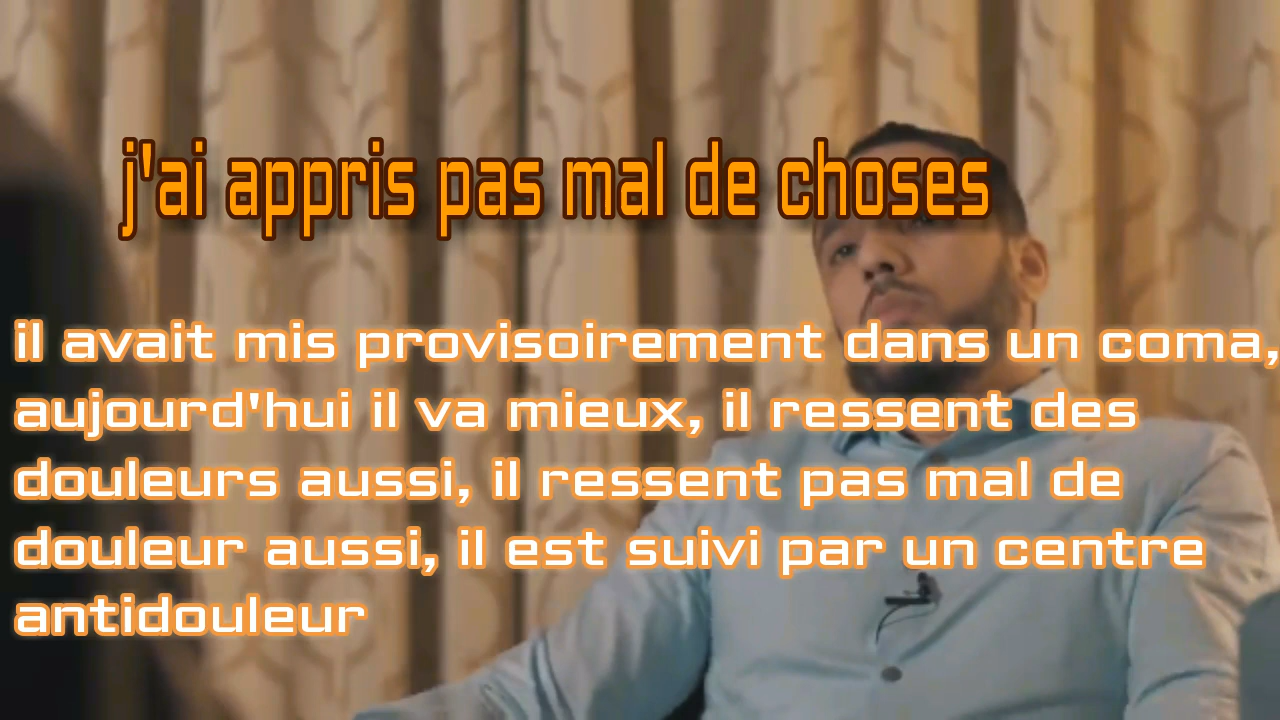 j'ai appris pas mal de choses
il avait mis provisoirement dans un coma,
aujourd'hui il va mieux, il ressent des
douleurs aussi, il ressent pas mal de
douleur aussi, il est suivi par un centre
antidouleur